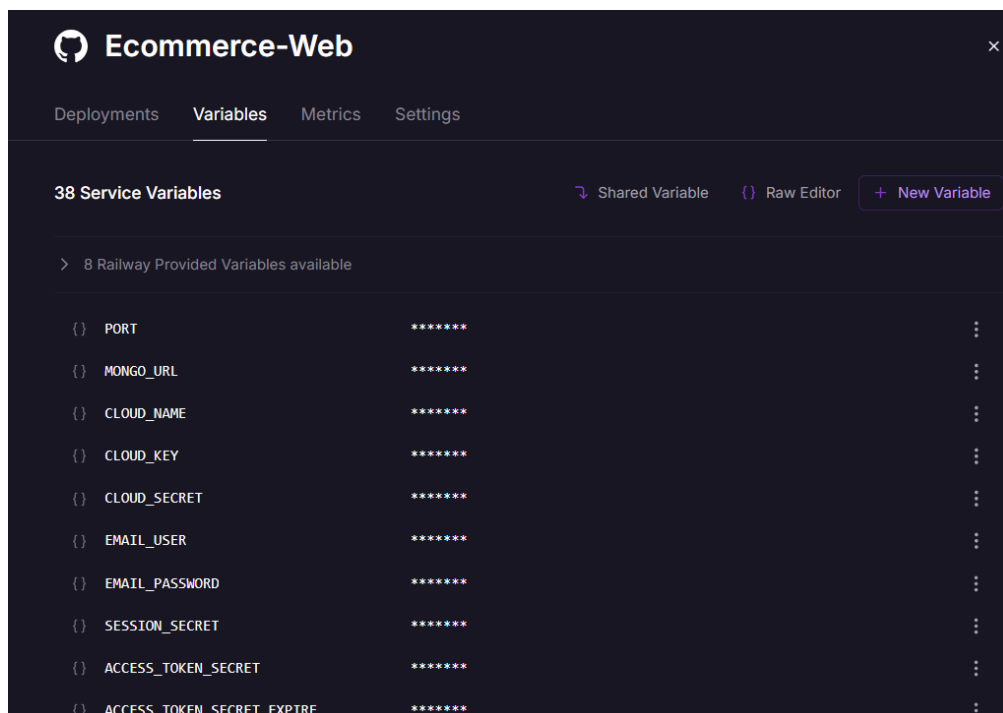 Ecommerce-Web
Deployments Variables Metrics Settings
38 Service Variables Shared Variable {} Raw Editor + New Variable
8 Railway Provided Variables available
{} PORT *******
{} MONGO_URL *******
{} CLOUD_NAME *******
{} CLOUD_KEY *******
{} CLOUD_SECRET *******
{} EMAIL_USER *******
{} EMAIL_PASSWORD *******
{} SESSION_SECRET *******
{} ACCESS_TOKEN_SECRET *******
{} ACCESS_TOKEN_SECRET_EXPIRE *******